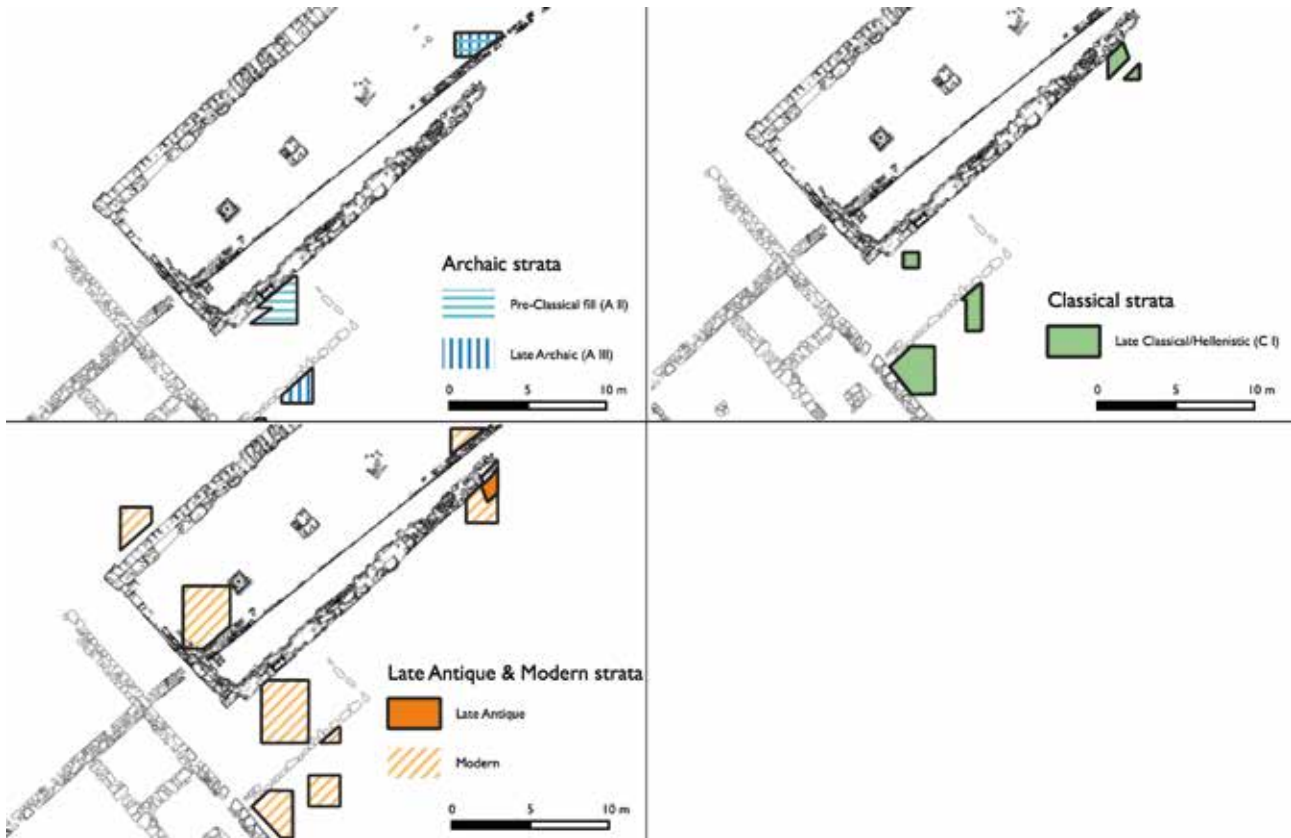 Archaic strata
Pre-Classical fill (A II)
Late Archaic (A III)
0 5 10 m
Classical strata
Late Classical/Hellenistic (C I)
0 5 10 m
Late Antique & Modern strata
Late Antique
Modern
0 5 10 m